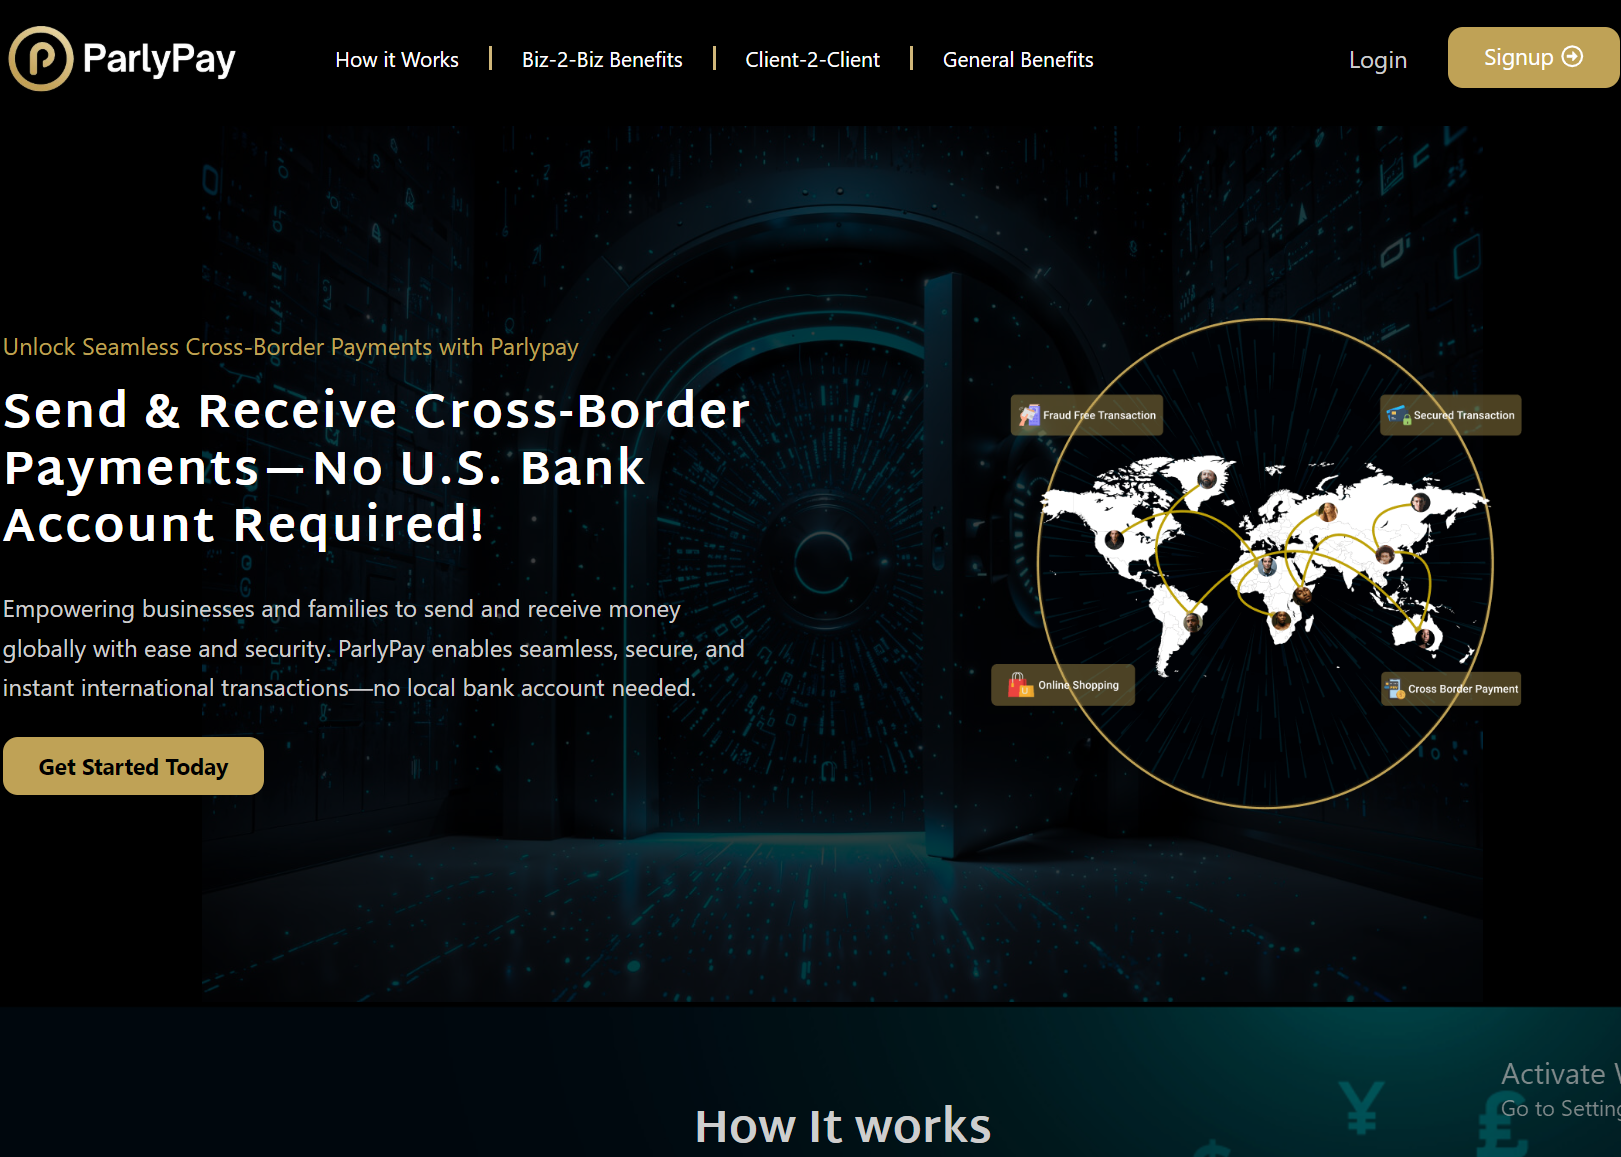 ParlyPay
How it Works
Biz-2-Biz Benefits
Client-2-Client
General Benefits
Login
Signup
Unlock Seamless Cross-Border Payments with Parlypay
Send & Receive Cross-Border
Payments—No U.S. Bank
Account Required!
Empowering businesses and families to send and receive money
globally with ease and security. ParlyPay enables seamless, secure, and
instant international transactions—no local bank account needed.
Get Started Today
Fraud Free Transaction
Secured Transaction
Online Shopping
Cross Border Payment
How It works
¥
£
$
Activate W
Go to Setting